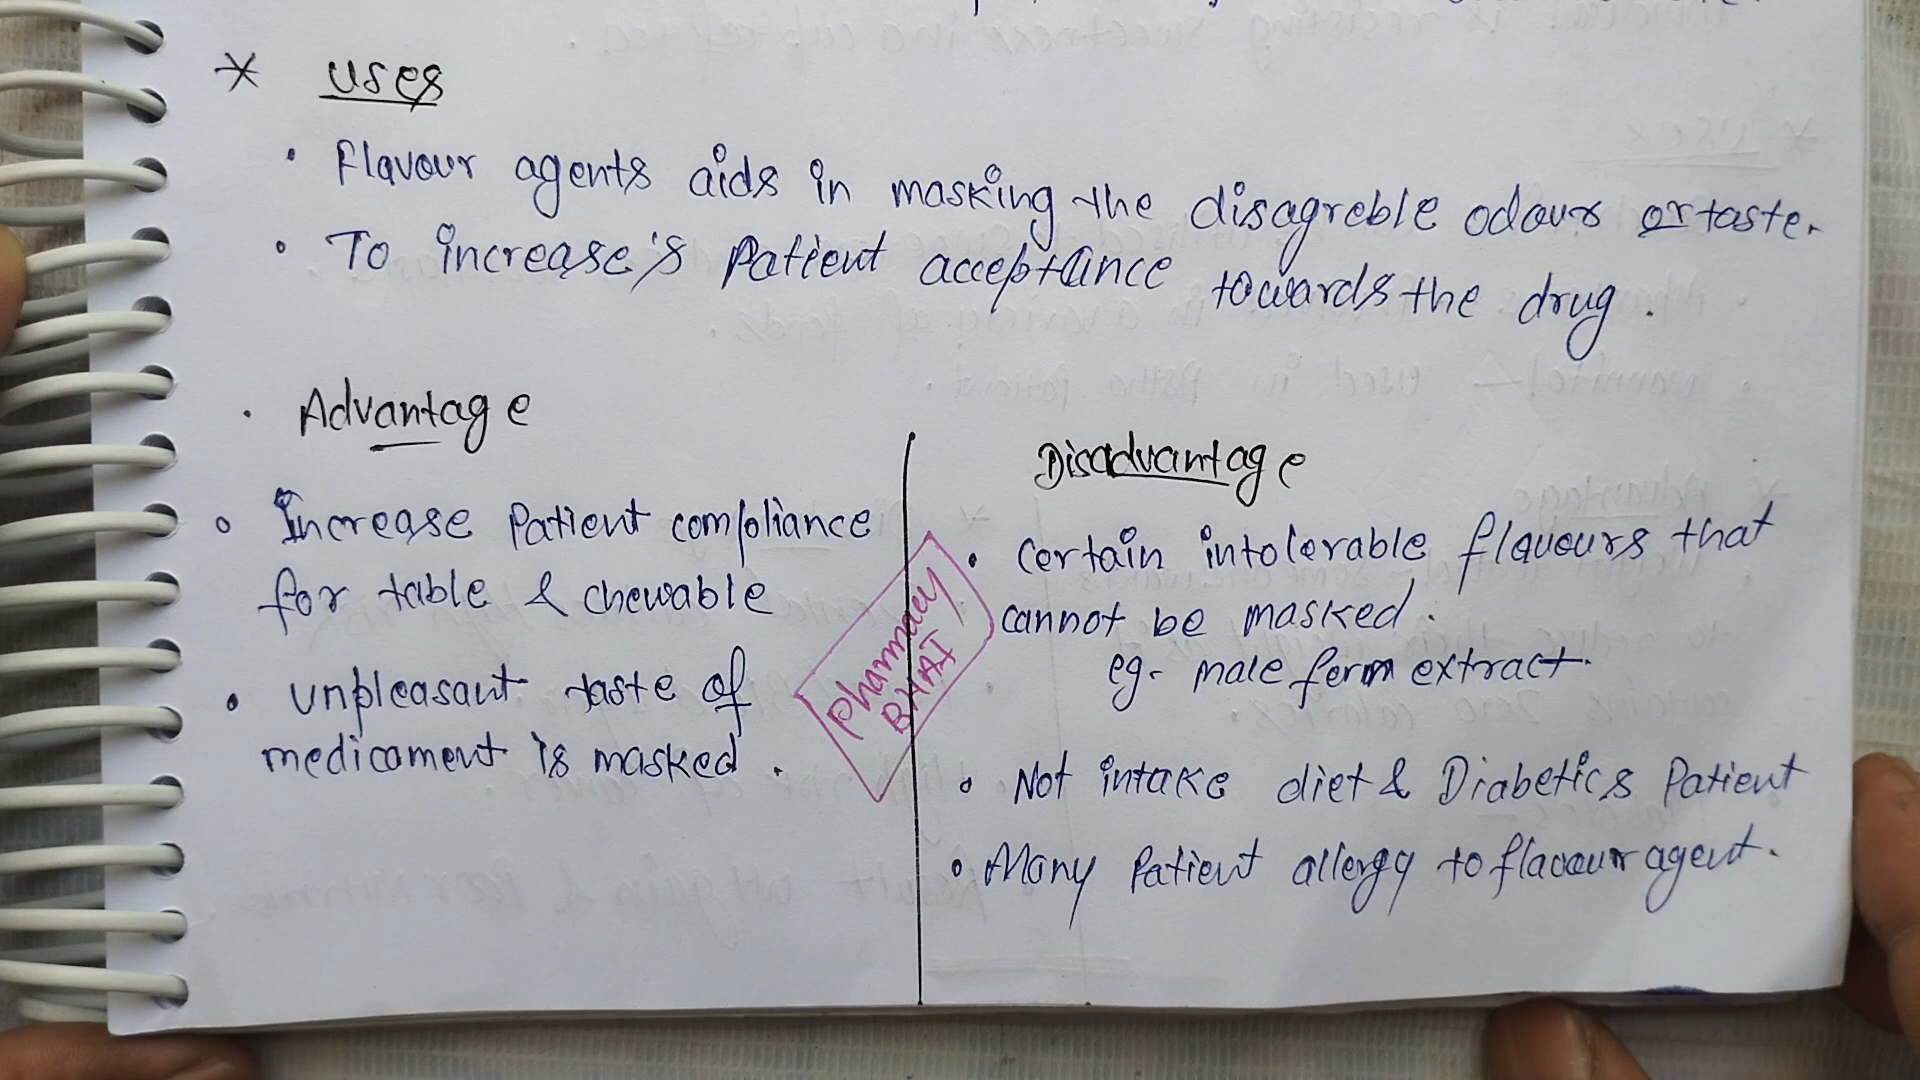 * uses
• Flavour agents aids in masking the disagreble odours or taste.
• To increase's Patient acceptance towards the drug.
• Advantage
• Increase Patient compliance
for table & chewable
• unpleasant taste of
medicament is masked.
Disadvantage
• Certain intolerable flavours that
cannot be masked.
eg- male ferm extract.
• Not intake diet & Diabetics Patient
• Many Patient allergy to flavour agent.
Pharmacy
BHAI